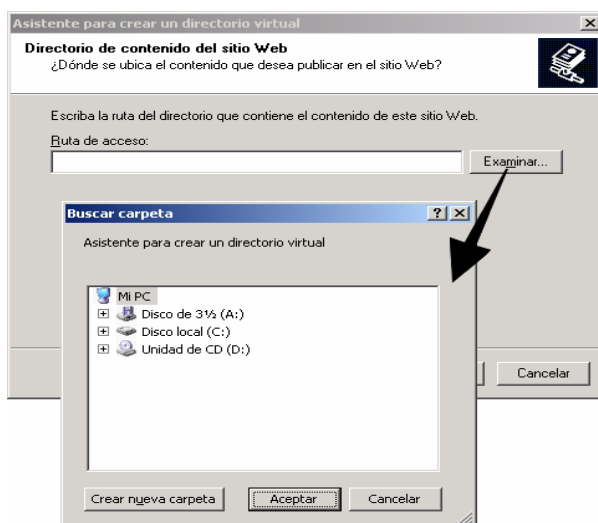 Asistente para crear un directorio virtual
Directorio de contenido del sitio Web
¿Dónde se ubica el contenido que desea publicar en el sitio Web?
Escriba la ruta del directorio que contiene el contenido de este sitio Web.
Ruta de acceso:
Examinar...
Buscar carpeta
Asistente para crear un directorio virtual
Mi PC
Disco de 3½ (A:)
Disco local (C:)
Unidad de CD (D:)
Cancelar
Crear nueva carpeta Aceptar Cancelar